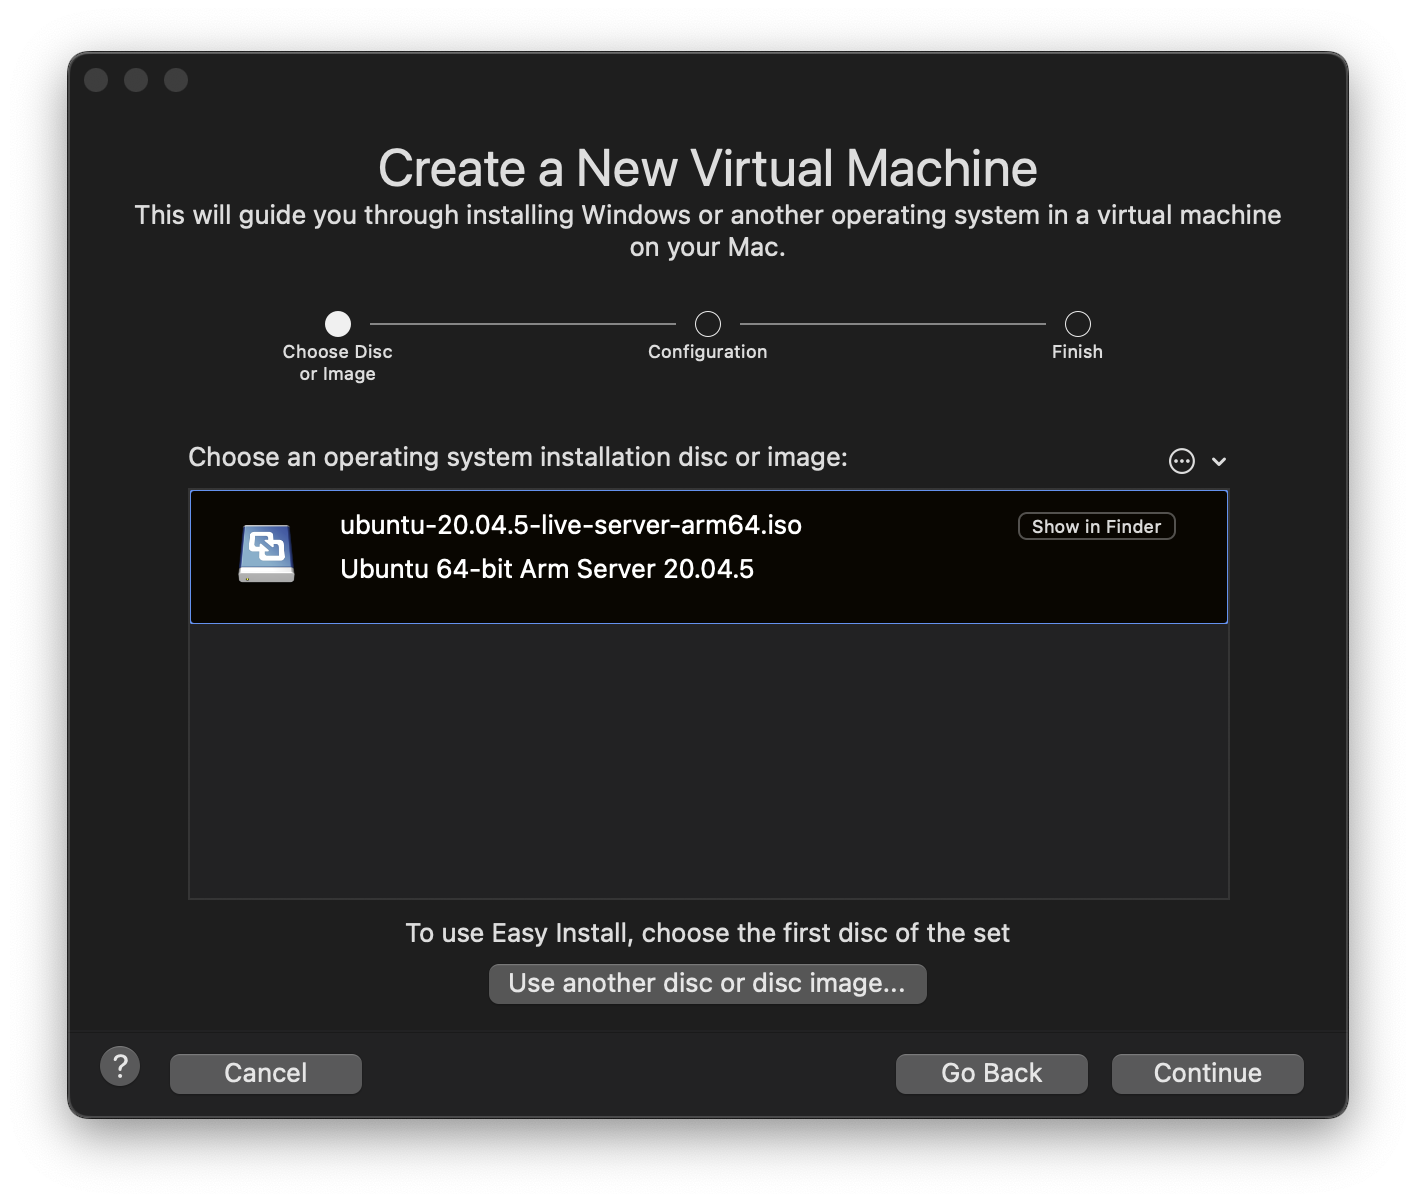 Create a New Virtual Machine
This will guide you through installing Windows or another operating system in a virtual machine
on your Mac.
Choose Disc
or Image
Configuration
Finish
Choose an operating system installation disc or image:
ubuntu-20.04.5-live-server-arm64.iso
Show in Finder
Ubuntu 64-bit Arm Server 20.04.5
To use Easy Install, choose the first disc of the set
Use another disc or disc image...
?
Cancel
Go Back
Continue